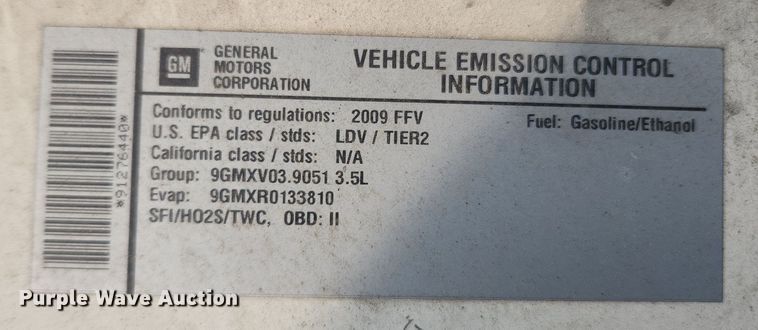 GM
GENERAL
MOTORS
CORPORATION
VEHICLE EMISSION CONTROL
INFORMATION
Conforms to regulations: 2009 FFV
Fuel: Gasoline/Ethanol
U.S. EPA class / stds: LDV / TIER2
California class / stds: N/A
Group: 9GMXV03.9051 3.5L
Evap: 9GMXR0133810
SFI/HO2S/TWC, OBD: II
*91276440*
Purple Wave Auction